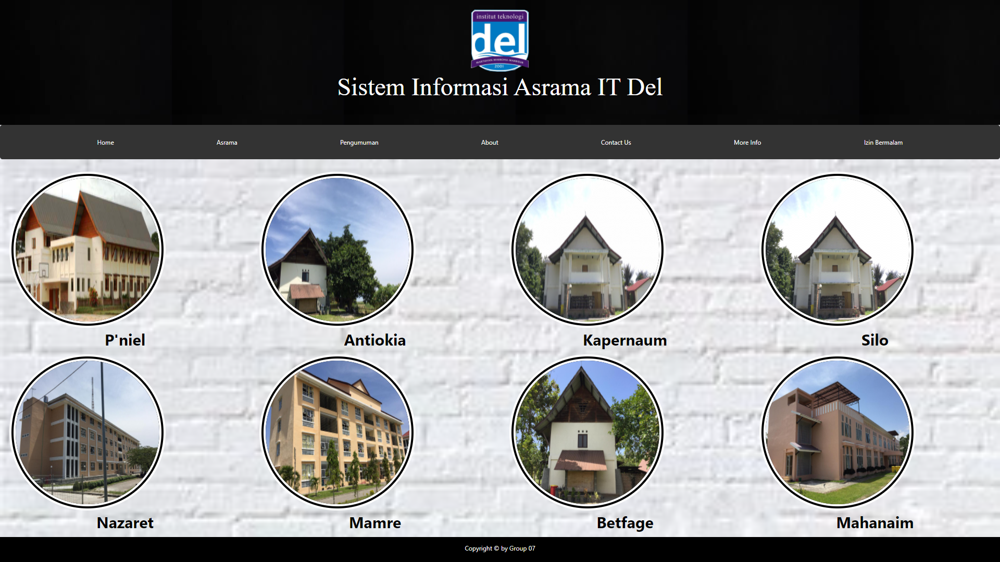 institut teknologi
del
MARTUHAN-MARROHA-MARBISUK
2001
Sistem Informasi Asrama IT Del
Home Asrama Pengumuman About Contact Us More Info Izin Bermalam
P'niel Antiokia Kapernaum Silo
Nazaret Mamre Betfage Mahanaim
Copyright © by Group 07